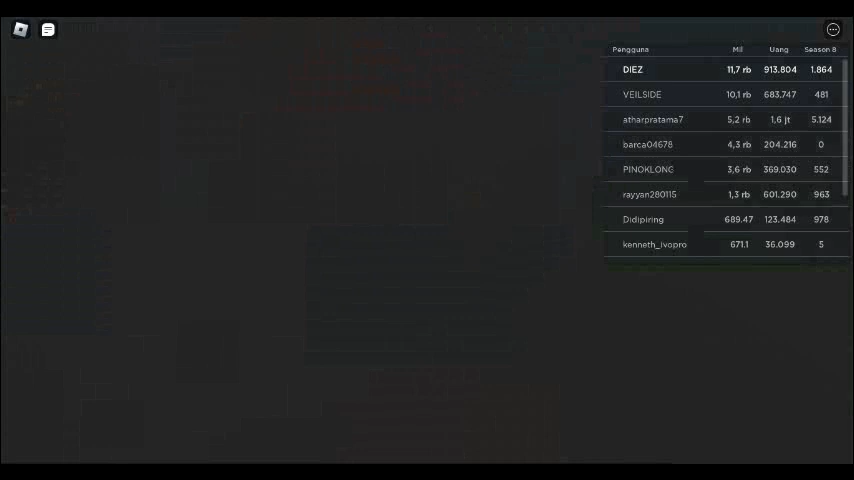 Pengguna Mil Uang Season 8
DIEZ 11,7 rb 913.804 1.864
VEILSIDE 10,1 rb 683.747 481
atharpratama7 5,2 rb 1,6 jt 5.124
barca04678 4,3 rb 204.216 0
PINOKLONG 3,6 rb 369.030 552
rayyan280115 1,3 rb 601.290 963
Didipiring 689.47 123.484 978
kenneth_ivopro 671.1 36.099 5